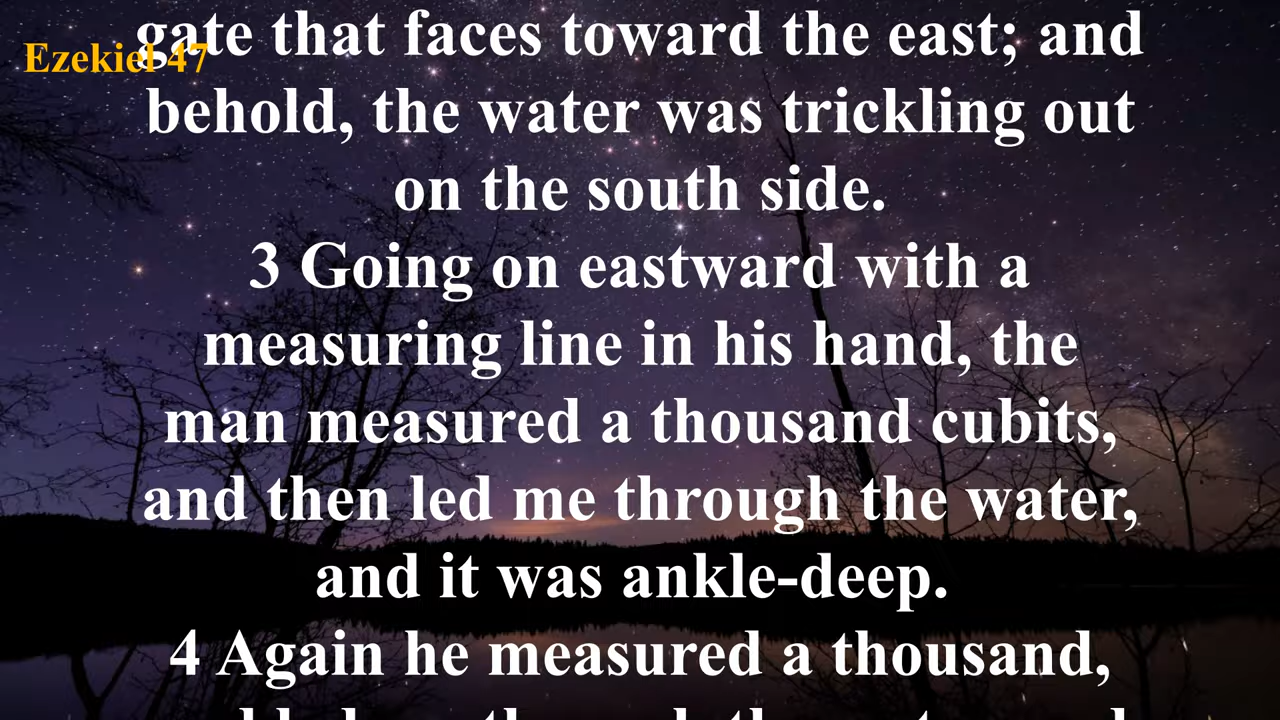 gate that faces toward the east; and
Ezekiel 47
behold, the water was trickling out
on the south side.
3 Going on eastward with a
measuring line in his hand, the
man measured a thousand cubits,
and then led me through the water,
and it was ankle-deep.
4 Again he measured a thousand,